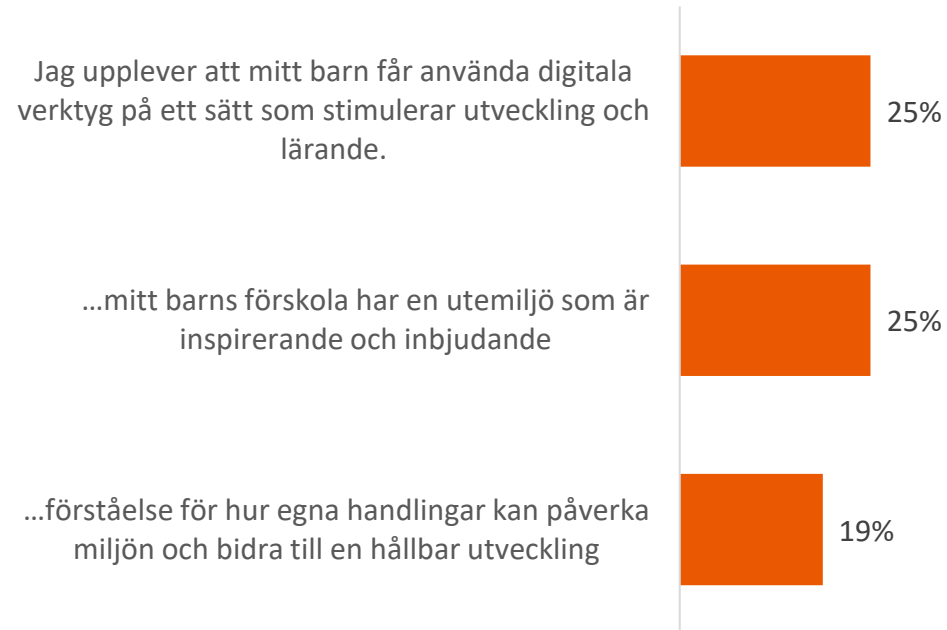 Jag upplever att mitt barn får använda digitala
verktyg på ett sätt som stimulerar utveckling och
lärande.
25%
...mitt barns förskola har en utemiljö som är
inspirerande och inbjudande
25%
...förståelse för hur egna handlingar kan påverka
miljön och bidra till en hållbar utveckling
19%